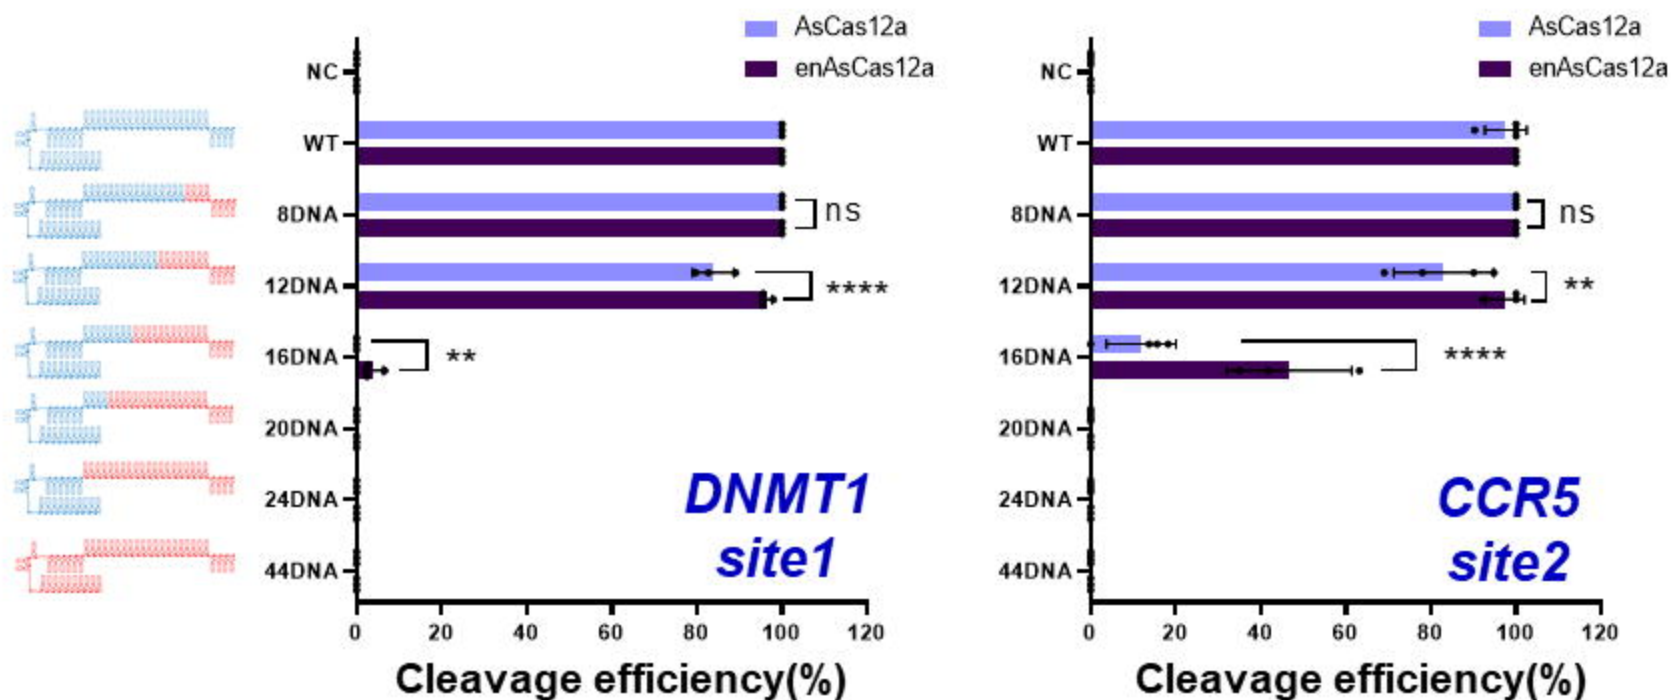 AsCas12a
enAsCas12a
NC
WT
8DNA
ns
12DNA
****
16DNA
**
20DNA
24DNA
44DNA
DNMT1
site1
0 20 40 60 80 100 120
Cleavage efficiency(%)
AsCas12a
enAsCas12a
NC
WT
8DNA
ns
12DNA
**
16DNA
****
20DNA
24DNA
44DNA
CCR5
site2
0 20 40 60 80 100 120
Cleavage efficiency(%)